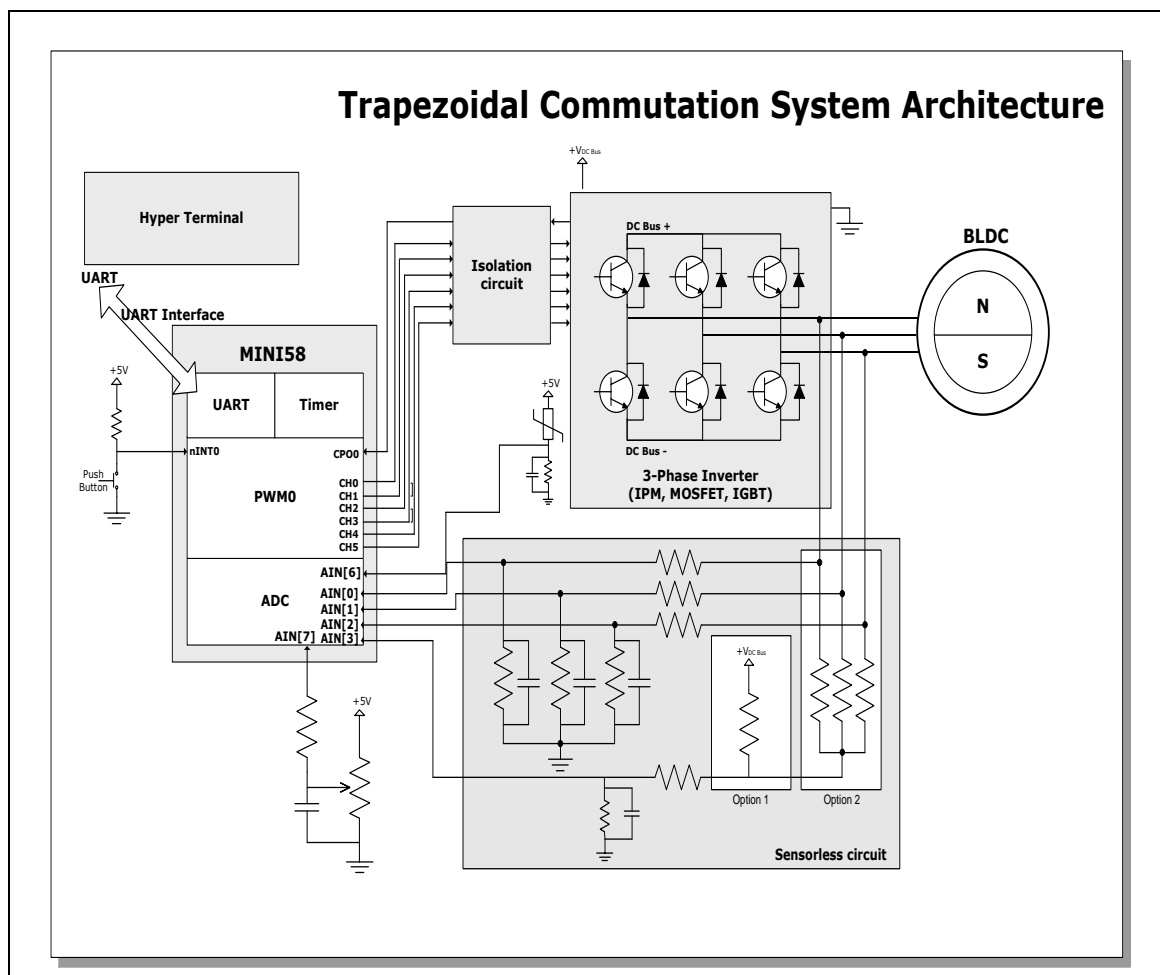 Trapezoidal Commutation System Architecture
+VDC Bus
Hyper Terminal
Isolation
circuit
DC Bus +
BLDC
N
S
UART
UART Interface
MINI58
+5V
UART
Timer
+5V
nINT0
CPO0
Push
Button
PWM0
CH0
CH1
CH2
CH3
CH4
CH5
DC Bus -
3-Phase Inverter
(IPM, MOSFET, IGBT)
ADC
AIN[6]
AIN[0]
AIN[1]
AIN[2]
AIN[7] AIN[3]
+VDC Bus
+5V
Option 1
Option 2
Sensorless circuit